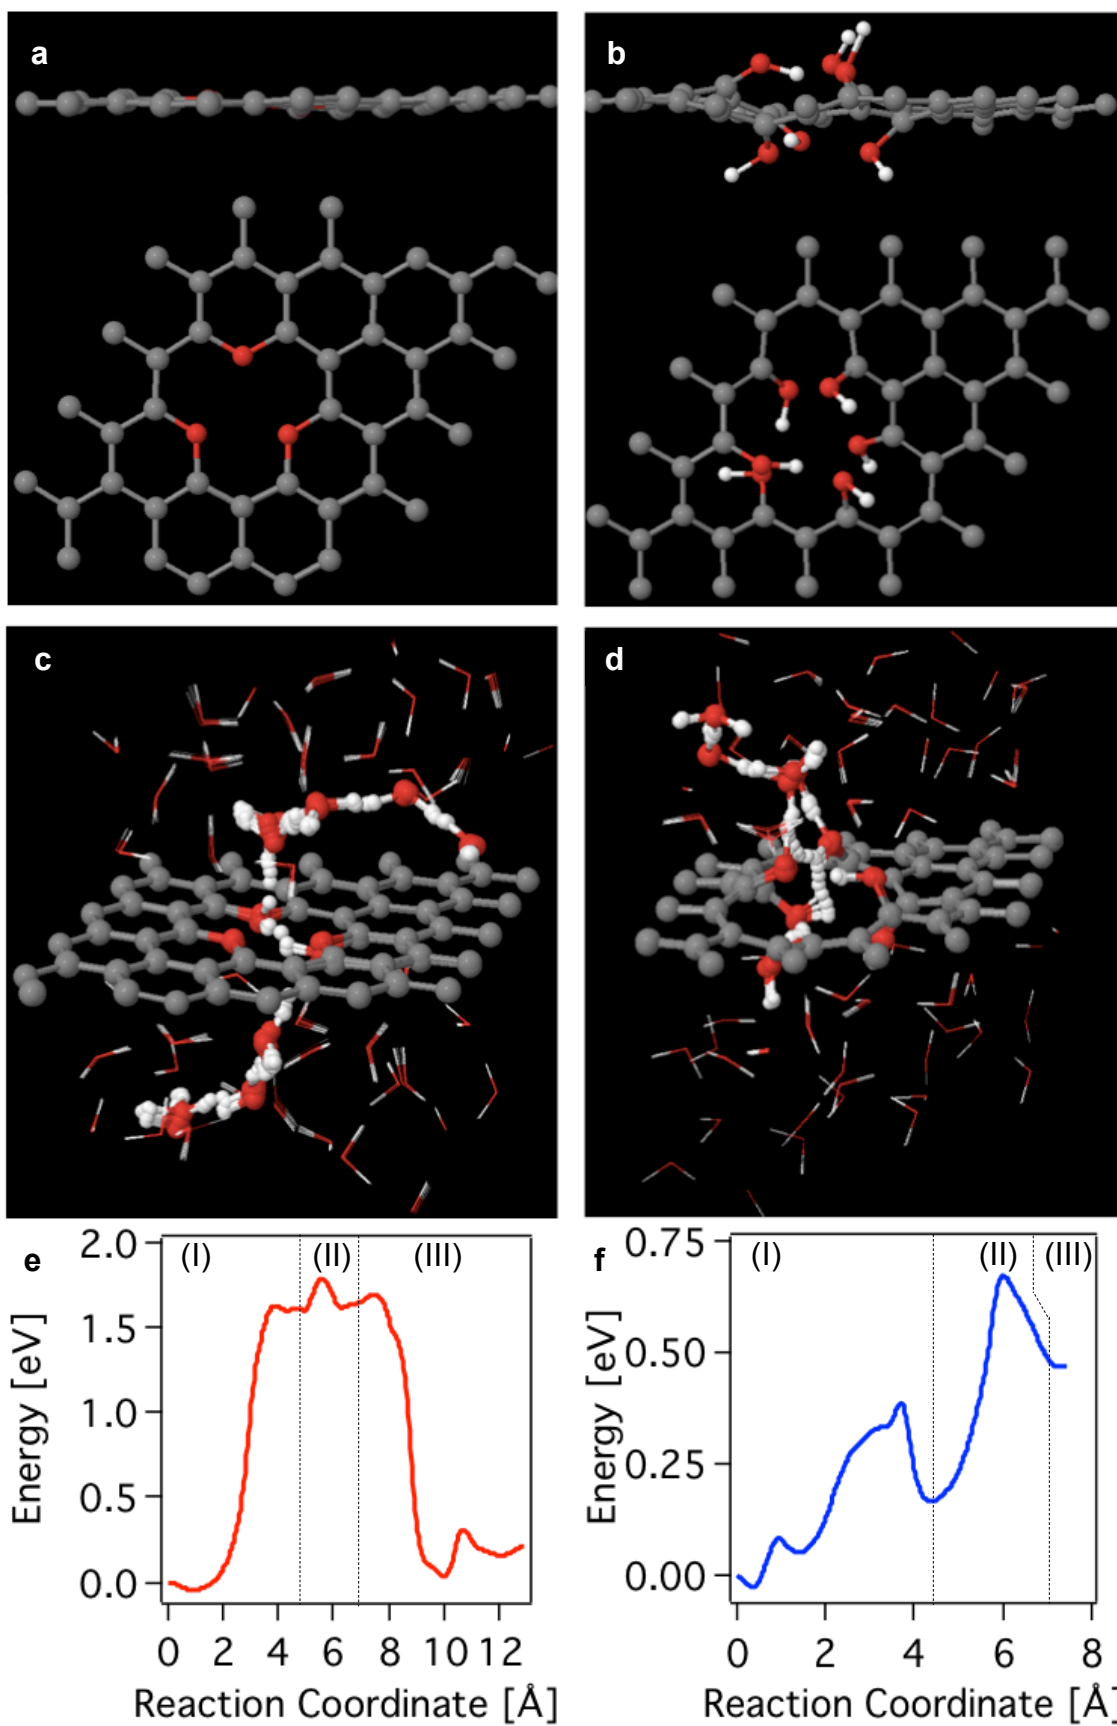 a
b
c
d
e
(I)
(II)
(III)
2.0
1.5
1.0
0.5
0.0
Energy [eV]
0 2 4 6 8 10 12
Reaction Coordinate [Å]
f
(I)
(II)
(III)
0.75
0.50
0.25
0.00
Energy [eV]
0 2 4 6 8
Reaction Coordinate [Å]